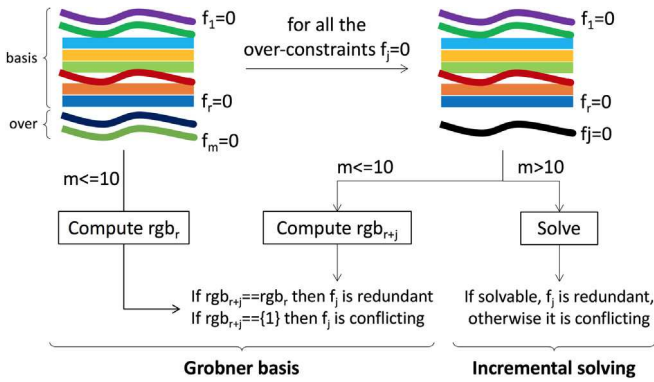 f1=0
for all the
over-constraints fj=0
f1=0
basis
fr=0
fr=0
over
fm=0
fj=0
m<=10
m<=10
m>10
Compute rgbr
Compute rgbr+j
Solve
If rgbr+j==rgbr then fj is redundant
If rgbr+j=={1} then fj is conflicting
If solvable, fj is redundant,
otherwise it is conflicting
Grobner basis
Incremental solving